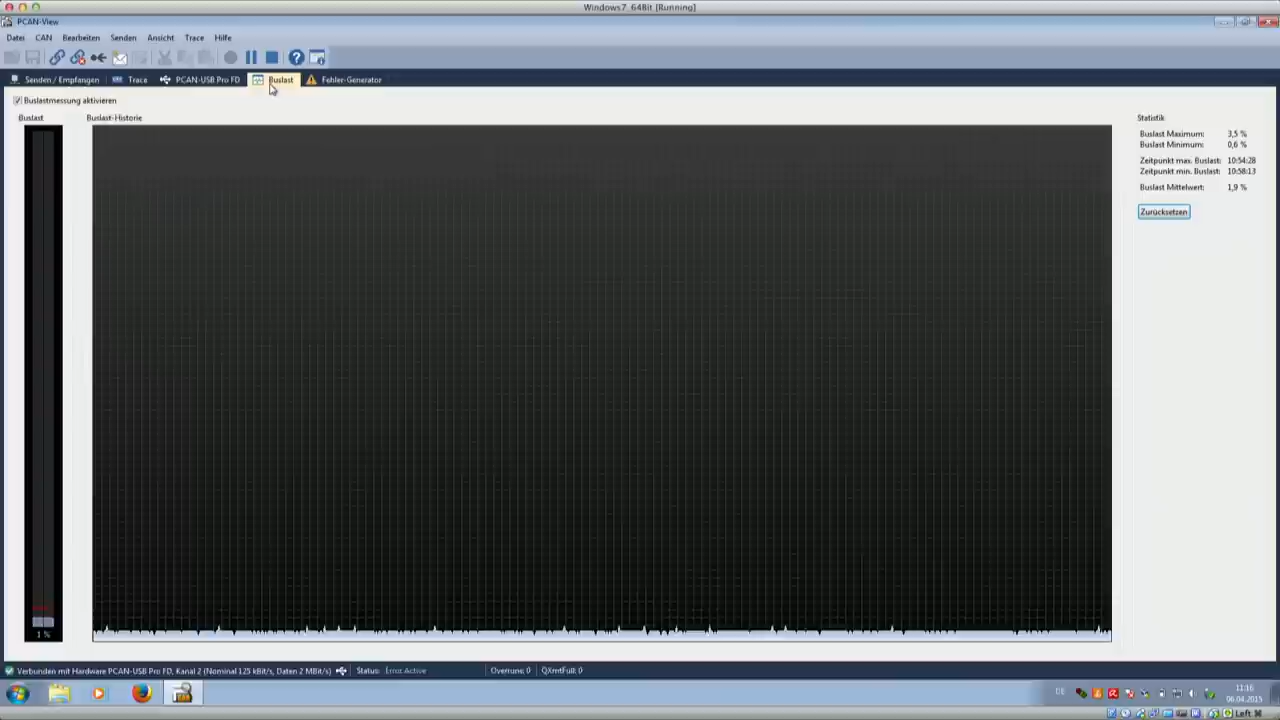 Windows7_64Bit [Running]
PCAN-View
Datei CAN Bearbeiten Senden Ansicht Trace Hilfe
Senden / Empfangen Trace PCAN-USB Pro FD Buslast Fehler-Generator
Buslastmessung aktivieren
Buslast Buslast-Historie Statistik
Buslast Maximum: 3,5 %
Buslast Minimum: 0,6 %
Zeitpunkt max. Buslast: 10:54:28
Zeitpunkt min. Buslast: 10:58:13
Buslast Mittelwert: 1,9 %
Zurücksetzen
1 %
Verbunden mit Hardware PCAN-USB Pro FD, Kanal 2 (Nominal 125 kBit/s, Daten 2 MBit/s) Status: Error Active Overruns: 0 QXmtFull: 0
DE 11:16
06.04.2015
Left ⌘